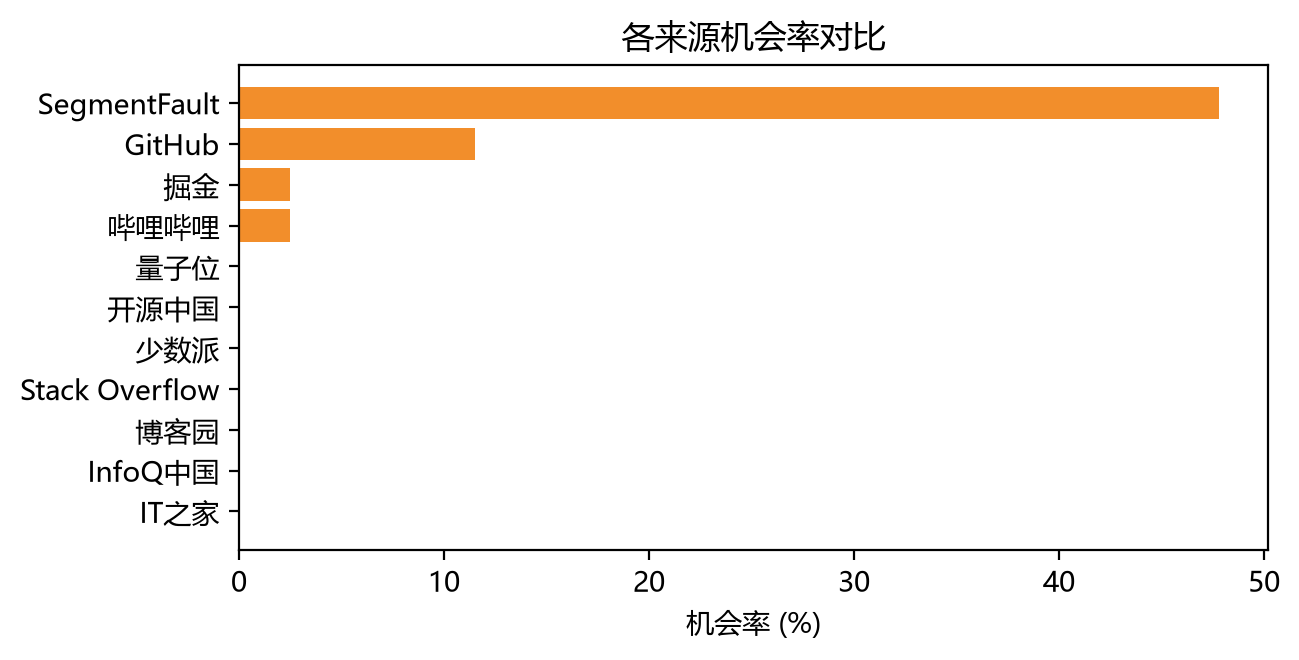 各来源机会率对比
SegmentFault
GitHub
掘金
哔哩哔哩
量子位
开源中国
少数派
Stack Overflow
博客园
InfoQ中国
IT之家
0 10 20 30 40 50
机会率 (%)